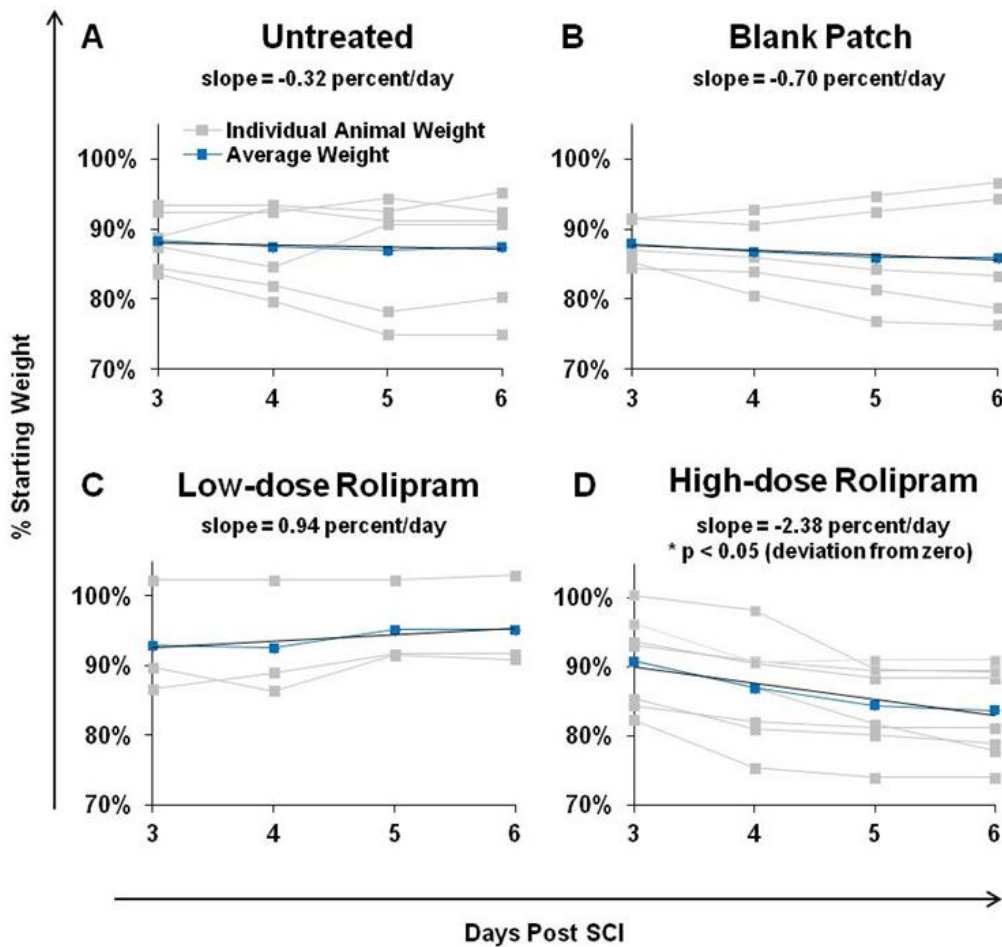 A
Untreated
slope = -0.32 percent/day
Individual Animal Weight
Average Weight
100%
90%
80%
70%
3 4 5 6
B
Blank Patch
slope = -0.70 percent/day
100%
90%
80%
70%
3 4 5 6
% Starting Weight
C
Low-dose Rolipram
slope = 0.94 percent/day
100%
90%
80%
70%
3 4 5 6
D
High-dose Rolipram
slope = -2.38 percent/day
* p < 0.05 (deviation from zero)
100%
90%
80%
70%
3 4 5 6
Days Post SCI